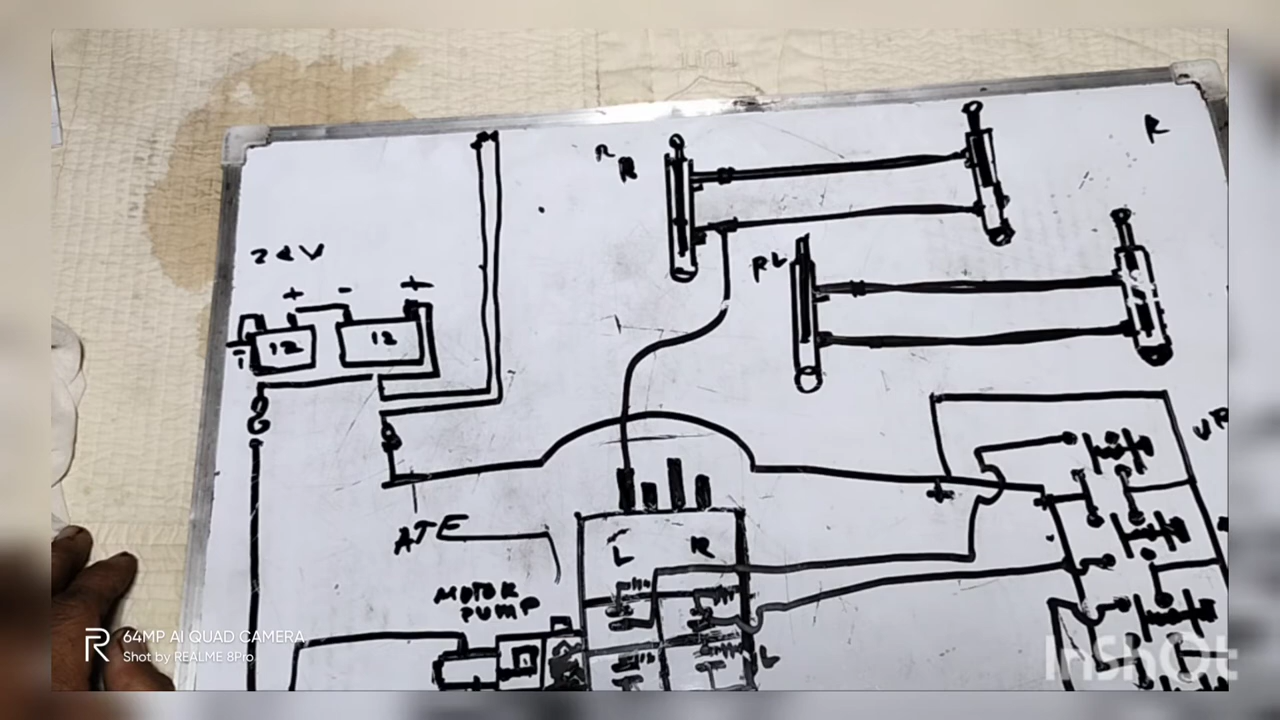 R
R
R
24V
RL
+
-
+
12
12
+
+
ATE
L
R
MOTOR
PUMP
L
R
64MP AI QUAD CAMERA
Shot by REALME 8Pro
InShot